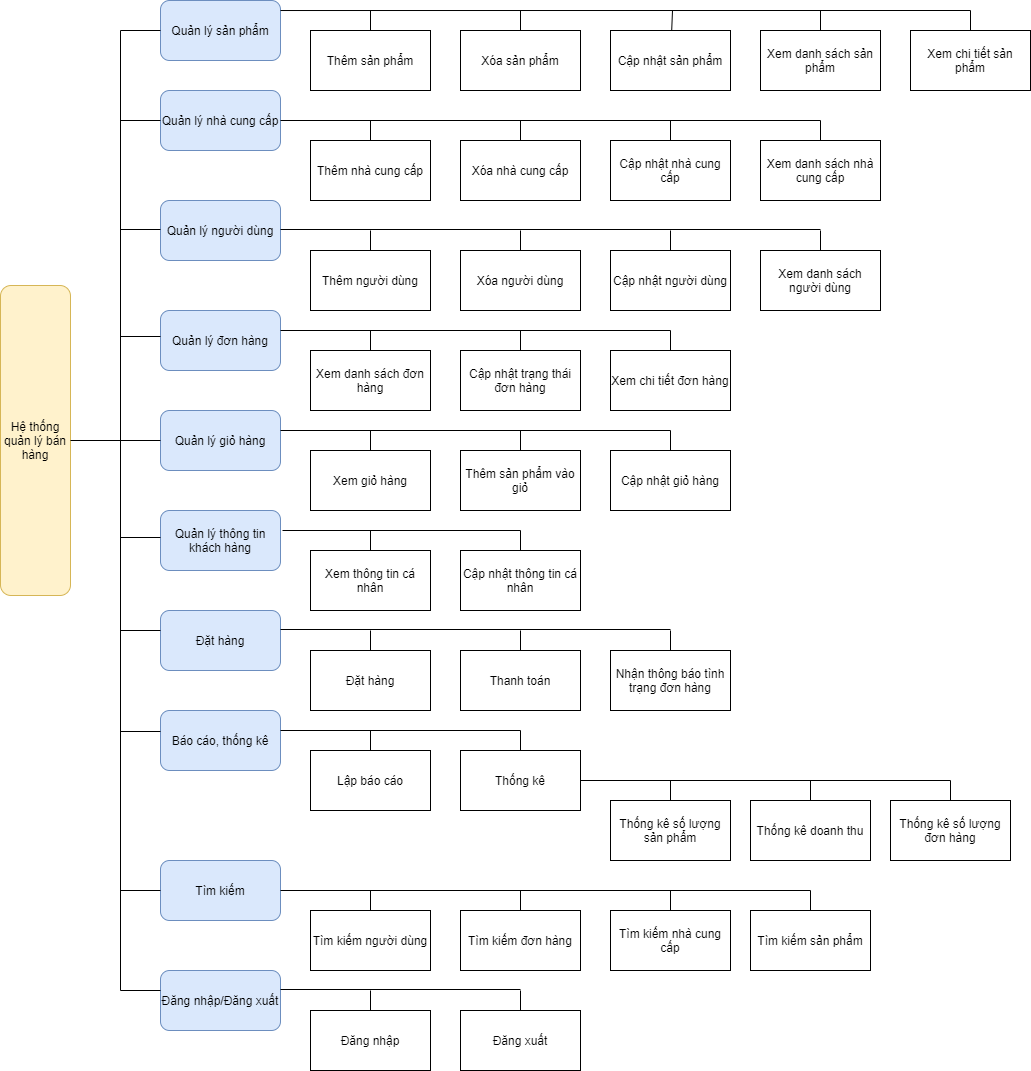 Quản lý sản phẩm
Thêm sản phẩm
Xóa sản phẩm
Cập nhật sản phẩm
Xem danh sách sản
phẩm
Xem chi tiết sản
phẩm
Quản lý nhà cung cấp
Thêm nhà cung cấp
Xóa nhà cung cấp
Cập nhật nhà cung
cấp
Xem danh sách nhà
cung cấp
Quản lý người dùng
Thêm người dùng
Xóa người dùng
Cập nhật người dùng
Xem danh sách
người dùng
Hệ thống
quản lý bán
hàng
Quản lý đơn hàng
Xem danh sách đơn
hàng
Cập nhật trạng thái
đơn hàng
Xem chi tiết đơn hàng
Quản lý giỏ hàng
Xem giỏ hàng
Thêm sản phẩm vào
giỏ
Cập nhật giỏ hàng
Quản lý thông tin
khách hàng
Xem thông tin cá
nhân
Cập nhật thông tin cá
nhân
Đặt hàng
Đặt hàng
Thanh toán
Nhận thông báo tình
trạng đơn hàng
Báo cáo, thống kê
Lập báo cáo
Thống kê
Thống kê số lượng
sản phẩm
Thống kê doanh thu
Thống kê số lượng
đơn hàng
Tìm kiếm
Tìm kiếm người dùng
Tìm kiếm đơn hàng
Tìm kiếm nhà cung
cấp
Tìm kiếm sản phẩm
Đăng nhập/Đăng xuất
Đăng nhập
Đăng xuất